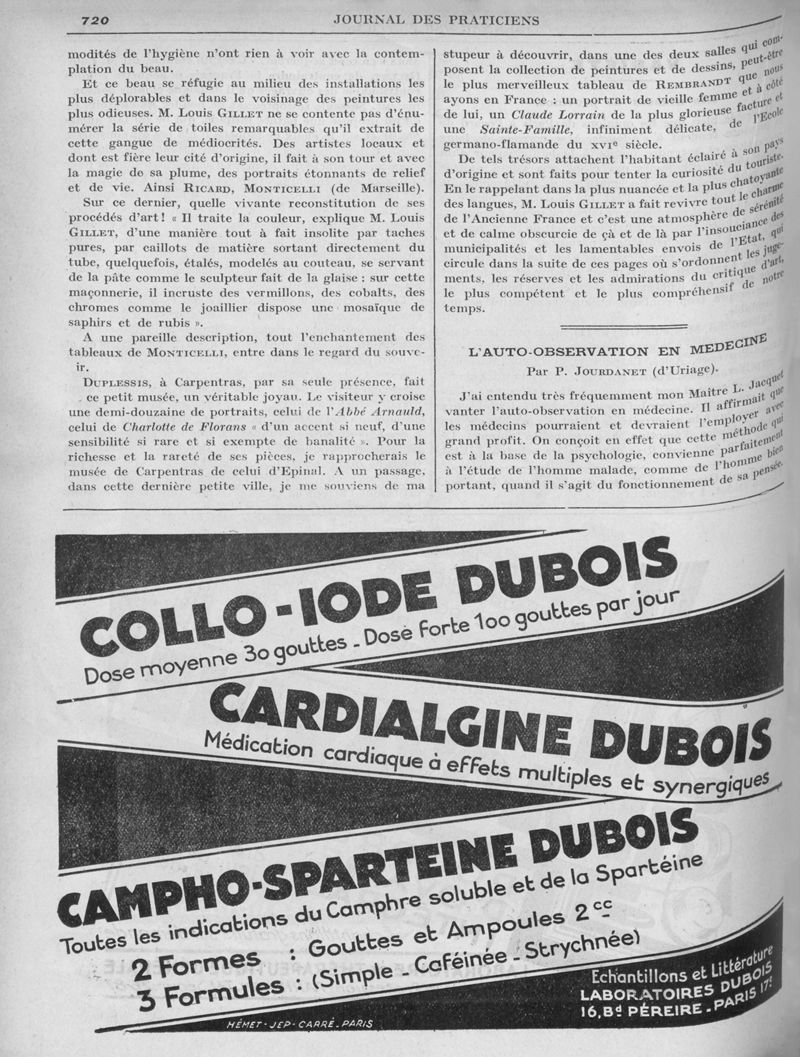 720
JOURNAL DES PRATICIENS
modités de l'hygiène n'ont rien à voir avec la contem-
plation du beau.
Et ce beau se réfugie au milieu des installations les
plus déplorables et dans le voisinage des peintures les
plus odieuses. M. Louis GILLET ne se contente pas d'énu-
mérer la série de toiles remarquables qu'il extrait de
cette gangue de médiocrités. Des artistes locaux et
dont est fière leur cité d'origine, il fait à son tour et avec
la magie de sa plume, des portraits étonnants de relief
et de vie. Ainsi RICARD, MONTICELLI (de Marseille).
Sur ce dernier, quelle vivante reconstitution de ses
procédés d'art ! « Il traite la couleur, explique M. Louis
GILLET, d'une manière tout à fait insolite par taches
pures, par caillots de matière sortant directement du
tube, quelquefois, étalés, modelés au couteau, se servant
de la pâte comme le sculpteur fait de la glaise : sur cette
maçonnerie, il incruste des vermillons, des cobalts, des
chromes comme le joaillier dispose une mosaïque de
saphirs et de rubis ».
A une pareille description, tout l'enchantement des
tableaux de MONTICELLI, entre dans le regard du souve-
ir.
DUPLESSIS, à Carpentras, par sa seule présence, fait
ce petit musée, un véritable joyau. Le visiteur y croise
une demi-douzaine de portraits, celui de l'Abbé Arnauld,
celui de Charlotte de Florans « d'un accent si neuf, d'une
sensibilité si rare et si exempte de banalité ». Pour la
richesse et la rareté de ses pièces, je rapprocherais le
musée de Carpentras de celui d'Epinal. A un passage,
dans cette dernière petite ville, je me souviens de ma
stupeur à découvrir, dans une des deux salles qui com-
posent la collection de peintures et de dessins, peut-être
le plus merveilleux tableau de REMBRANDT que nous
ayons en France : un portrait de vieille femme et à côté
de lui, un Claude Lorrain de la plus glorieuse facture et
une Sainte-Famille, infiniment délicate, de l'Ecole
germano-flamande du XVIe siècle.
De tels trésors attachent l'habitant éclairé à son pays
d'origine et sont faits pour tenter la curiosité du touriste.
En le rappelant dans la plus nuancée et la plus chatoyante
des langues, M. Louis GILLET a fait revivre tout le charme
de l'Ancienne France et c'est une atmosphère de sérénité
et de calme obscurcie de çà et de là par l'insouciance des
municipalités et les lamentables envois de l'Etat, qui
circule dans la suite de ces pages où s'ordonnent les juge-
ments, les réserves et les admirations du critique d'art,
le plus compétent et le plus compréhensif de notre
temps.
L'AUTO-OBSERVATION EN MEDECINE
Par P. JOURDANET (d'Uriage).
J'ai entendu très fréquemment mon Maître L. Jacquet
vanter l'auto-observation en médecine. Il affirmait que
les médecins pourraient et devraient l'employer avec
grand profit. On conçoit en effet que cette méthode qui
est à la base de la psychologie, convienne parfaitement
à l'étude de l'homme malade, comme de l'homme bien
portant, quand il s'agit du fonctionnement de sa pensée.
COLLO-IODE DUBOIS
Dose moyenne 30 gouttes - Dose Forte 100 gouttes par jour
CARDIALGINE DUBOIS
Médication cardiaque à effets multiples et synergiques
CAMPHO-SPARTEINE DUBOIS
Toutes les indications du Camphre soluble et de la Spartéine
2 Formes : Gouttes et Ampoules 2 cc
3 Formules : (Simple - Caféinée - Strychnée)
Echantillons et Littérature
LABORATOIRES DUBOIS
16, Bd PÉREIRE - PARIS 17e
HÉMET-JEP-CARRÉ-PARIS